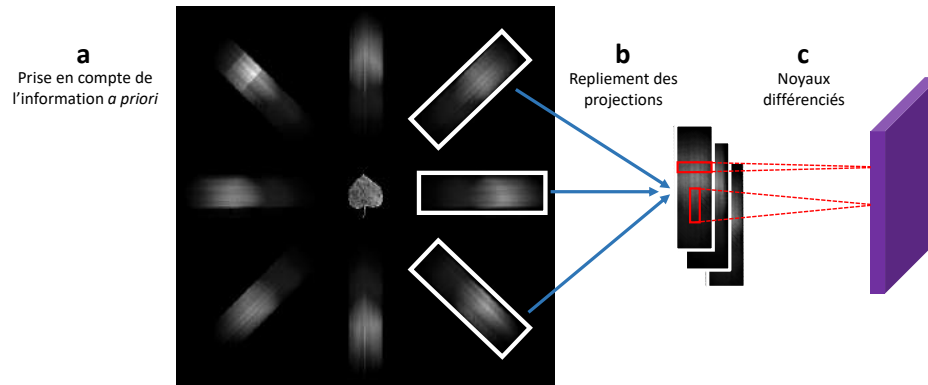 a
Prise en compte de
l'information a priori
b
Repliement des
projections
c
Noyaux
différenciés